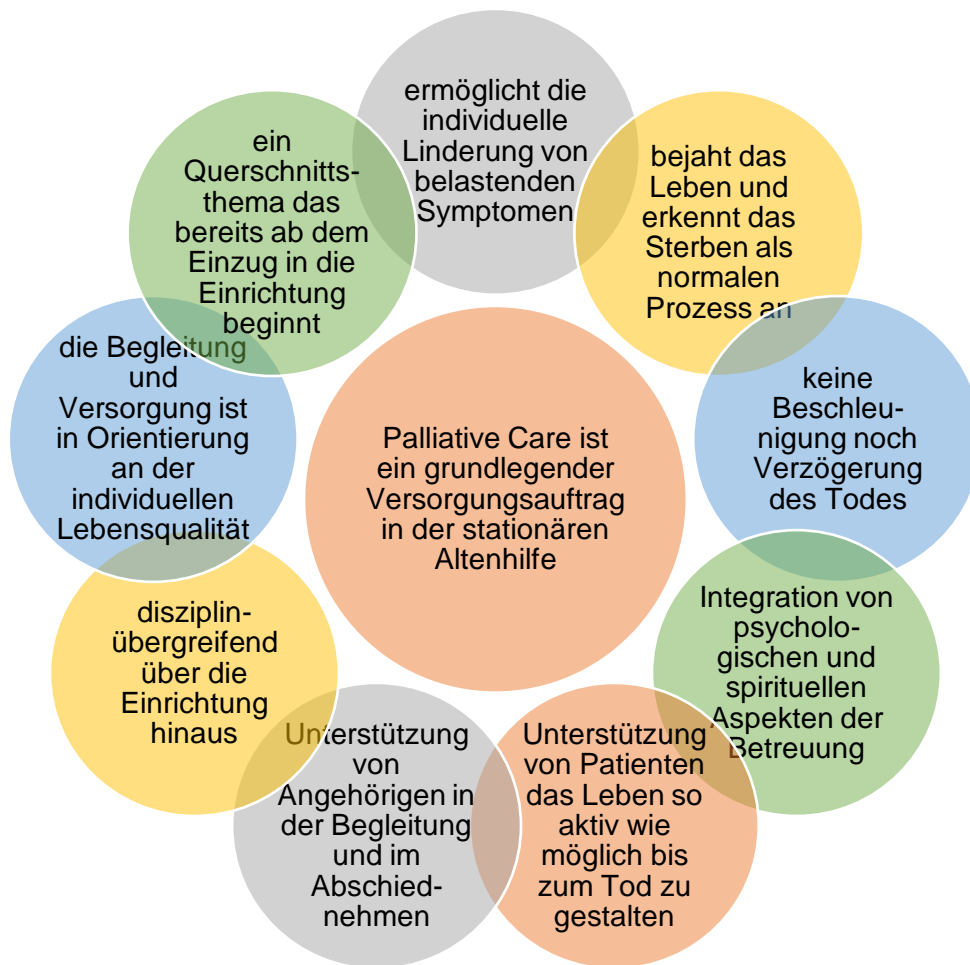 ermöglicht die
individuelle
Linderung von
belastenden
Symptomen
bejaht das
Leben und
erkennt das
Sterben als
normalen
Prozess an
keine
Beschleu-
nigung noch
Verzögerung
des Todes
Integration von
psycholo-
gischen und
spirituellen
Aspekten der
Betreuung
Unterstützung
von Patienten
das Leben so
aktiv wie
möglich bis
zum Tod zu
gestalten
Unterstützung
von
Angehörigen in
der Begleitung
und im
Abschied-
nehmen
disziplin-
übergreifend
über die
Einrichtung
hinaus
die Begleitung
und
Versorgung ist
in Orientierung
an der
individuellen
Lebensqualität
ein
Querschnitts-
thema das
bereits ab dem
Einzug in die
Einrichtung
beginnt
Palliative Care ist
ein grundlegender
Versorgungsauftrag
in der stationären
Altenhilfe